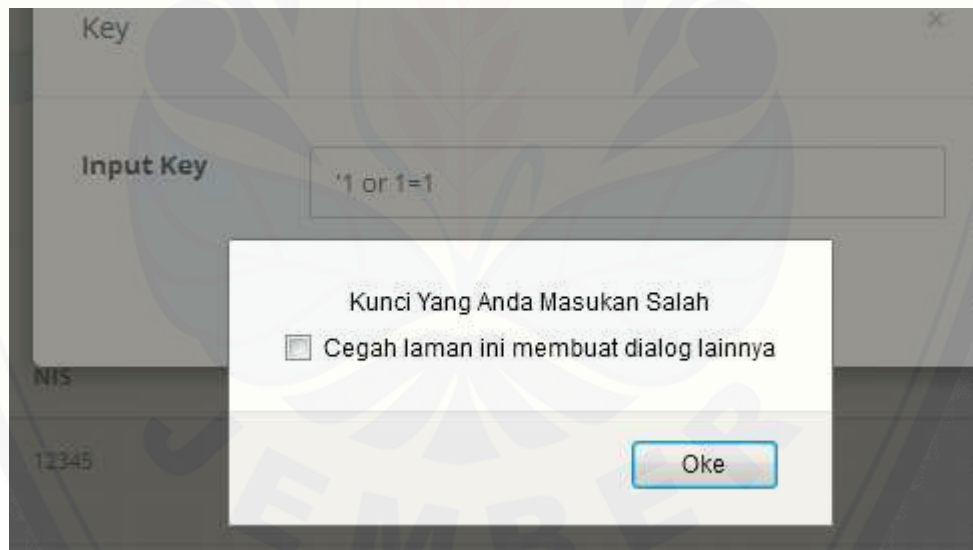 Key
×
Input Key
'1 or 1=1
Kunci Yang Anda Masukan Salah
Cegah laman ini membuat dialog lainnya
NIS
12345
Oke
JEMBER